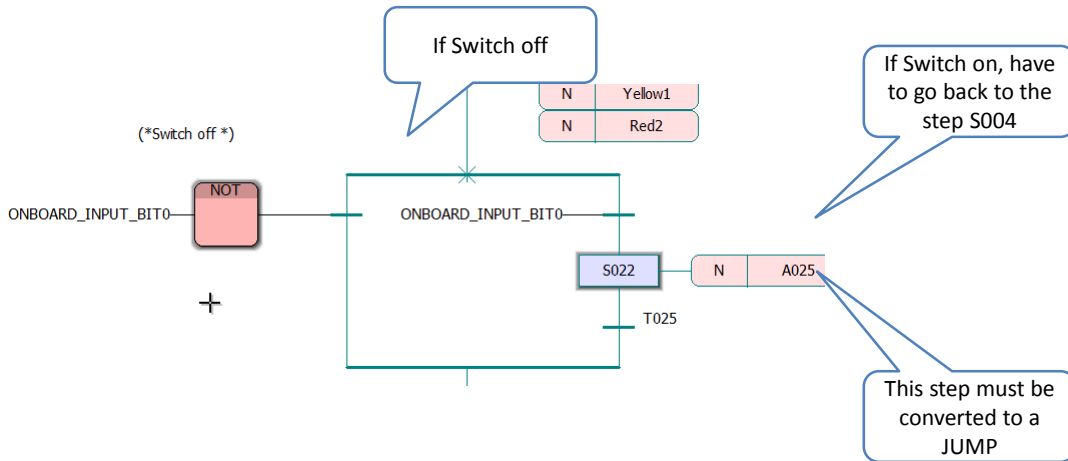 If Switch off
If Switch on, have
to go back to the
step S004
N Yellow1
N Red2
(*Switch off *)
NOT
ONBOARD_INPUT_BIT0
ONBOARD_INPUT_BIT0
S022
N A025
T025
This step must be
converted to a
JUMP